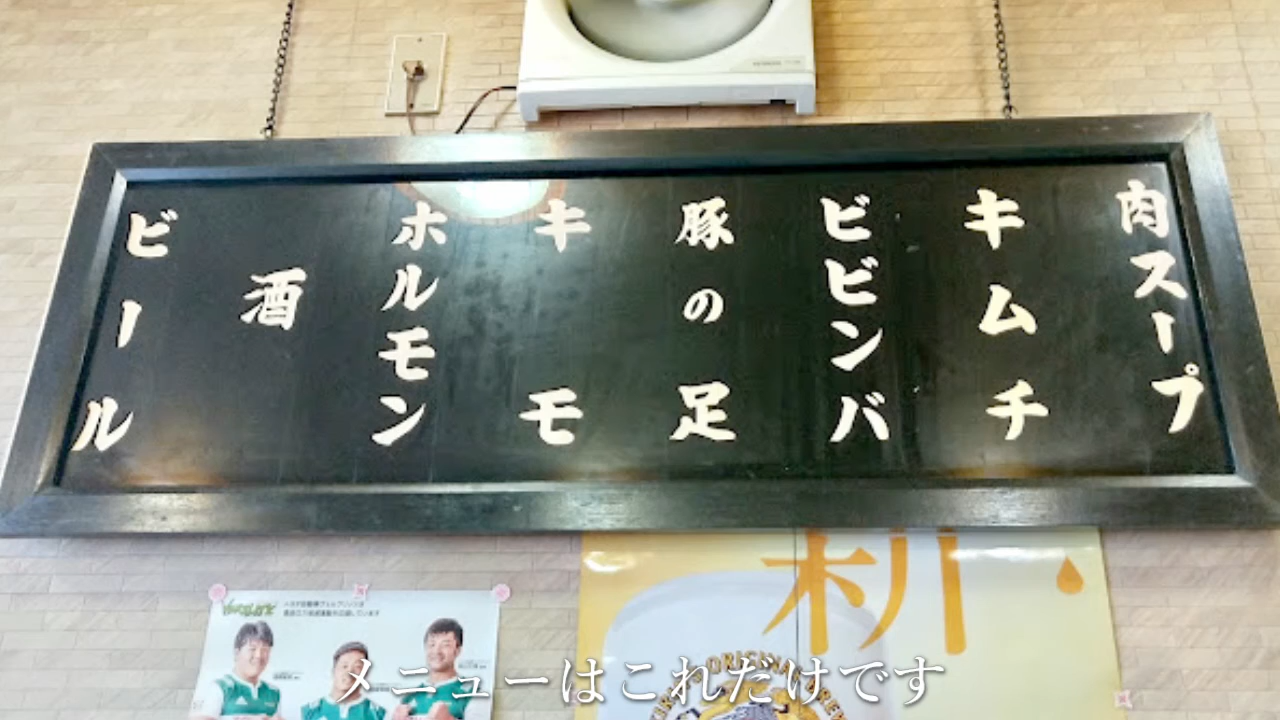 肉スープ
キムチ
ビビンバ
豚の足
キモ
ホルモン
酒
ビール
メニューはこれだけです